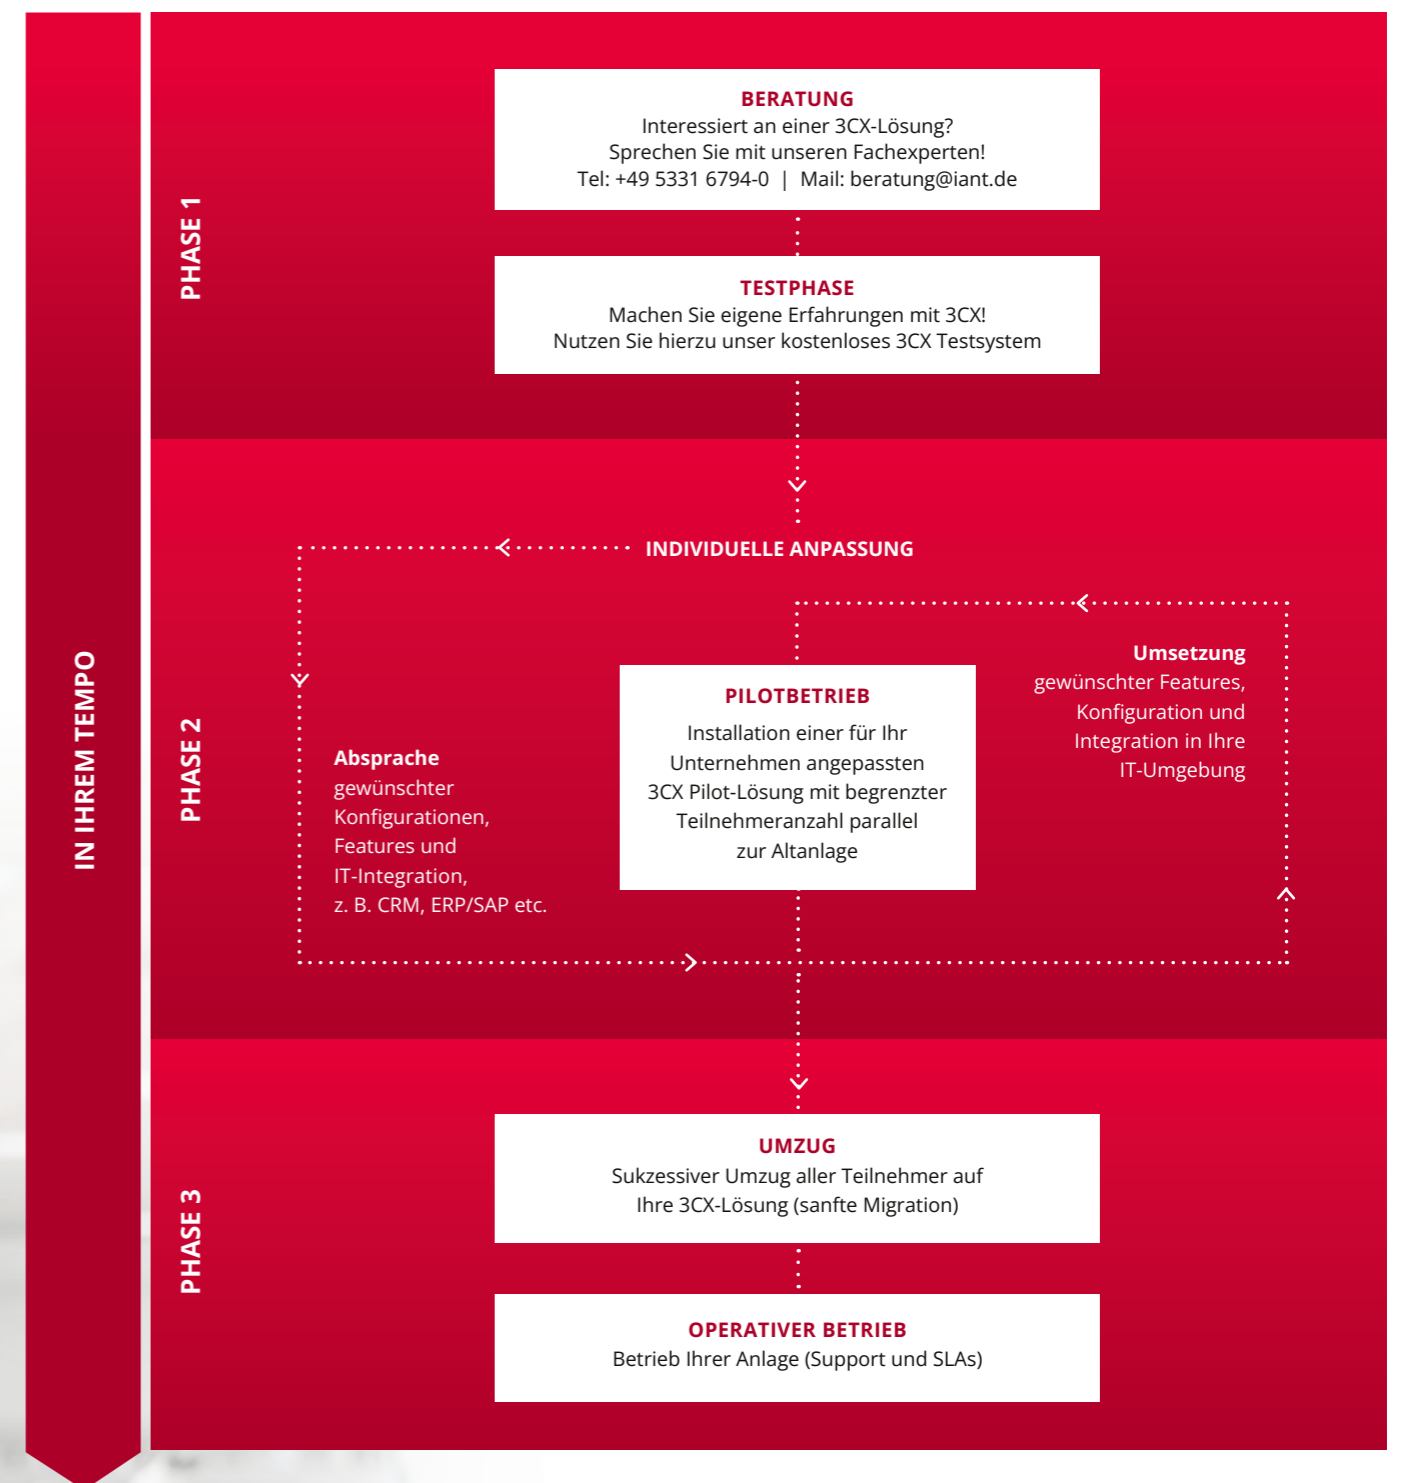 IN IHREM TEMPO
PHASE 1
BERATUNG
Interessiert an einer 3CX-Lösung?
Sprechen Sie mit unseren Fachexperten!
Tel: +49 5331 6794-0 | Mail: beratung@iant.de
TESTPHASE
Machen Sie eigene Erfahrungen mit 3CX!
Nutzen Sie hierzu unser kostenloses 3CX Testsystem
PHASE 2
INDIVIDUELLE ANPASSUNG
Absprache
gewünschter
Konfigurationen,
Features und
IT-Integration,
z. B. CRM, ERP/SAP etc.
PILOTBETRIEB
Installation einer für Ihr
Unternehmen angepassten
3CX Pilot-Lösung mit begrenzter
Teilnehmeranzahl parallel
zur Altanlage
Umsetzung
gewünschter Features,
Konfiguration und
Integration in Ihre
IT-Umgebung
PHASE 3
UMZUG
Sukzessiver Umzug aller Teilnehmer auf
Ihre 3CX-Lösung (sanfte Migration)
OPERATIVER BETRIEB
Betrieb Ihrer Anlage (Support und SLAs)